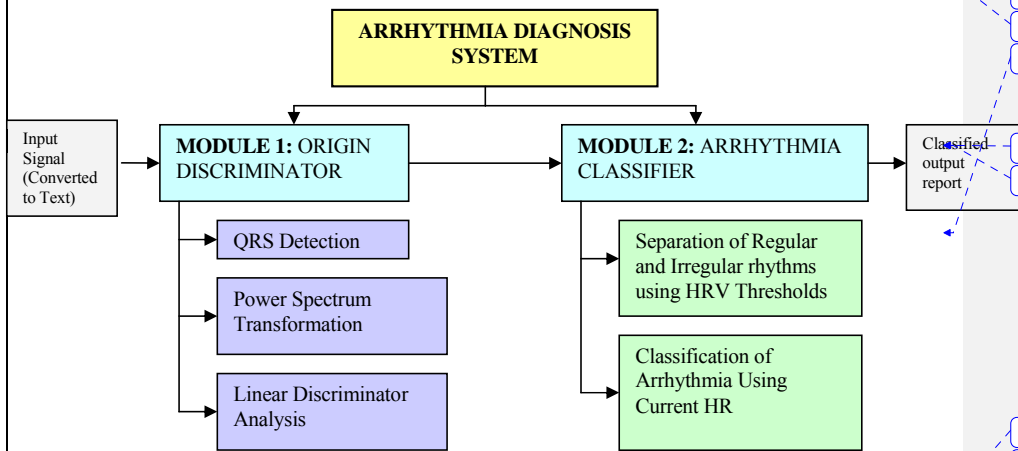 ARRHYTHMIA DIAGNOSIS
SYSTEM
Input
Signal
(Converted
to Text)
MODULE 1: ORIGIN
DISCRIMINATOR
MODULE 2: ARRHYTHMIA
CLASSIFIER
Classified
output
report
QRS Detection
Power Spectrum
Transformation
Linear Discriminator
Analysis
Separation of Regular
and Irregular rhythms
using HRV Thresholds
Classification of
Arrhythmia Using
Current HR